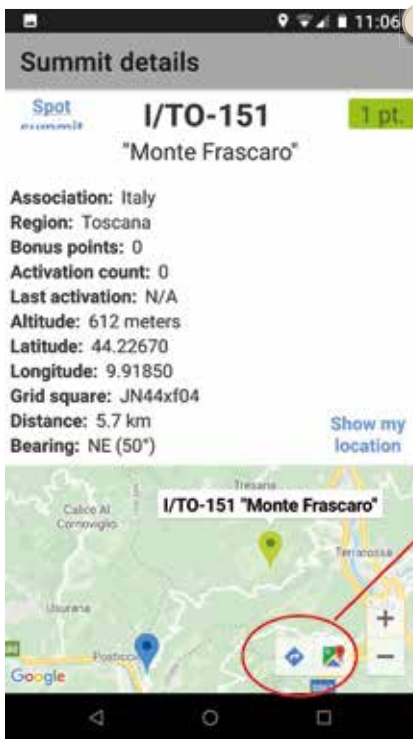 11:06
Summit details
Spot
summit
I/TO-151
1 pt.
"Monte Frascaro"
Association: Italy
Region: Toscana
Bonus points: 0
Activation count: 0
Last activation: N/A
Altitude: 612 meters
Latitude: 44.22670
Longitude: 9.91850
Grid square: JN44xf04
Distance: 5.7 km
Bearing: NE (50°)
Show my
location
Tresana
I/TO-151 "Monte Frascaro"
Calice Al
Cornoviglio
Terrarossa
Usurana
+
-
Google